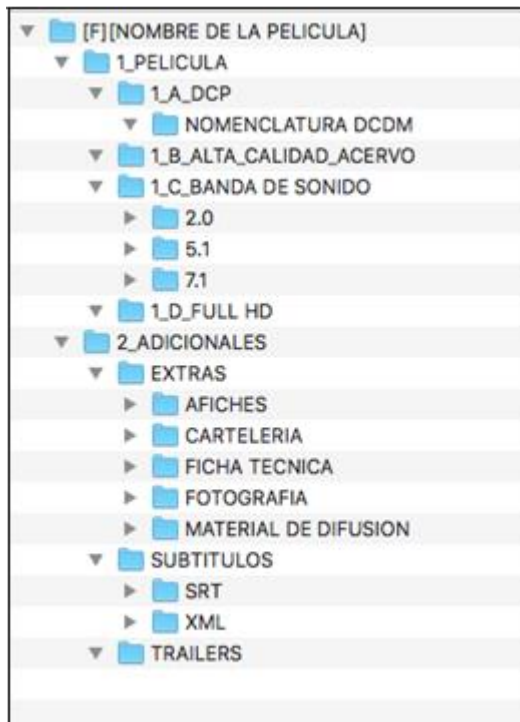 [F][NOMBRE DE LA PELICULA]
1_PELICULA
1_A_DCP
NOMENCLATURA DCDM
1_B_ALTA_CALIDAD_ACERVO
1_C_BANDA DE SONIDO
2.0
5.1
7.1
1_D_FULL HD
2_ADICIONALES
EXTRAS
AFICHES
CARTELERIA
FICHA TECNICA
FOTOGRAFIA
MATERIAL DE DIFUSION
SUBTITULOS
SRT
XML
TRAILERS